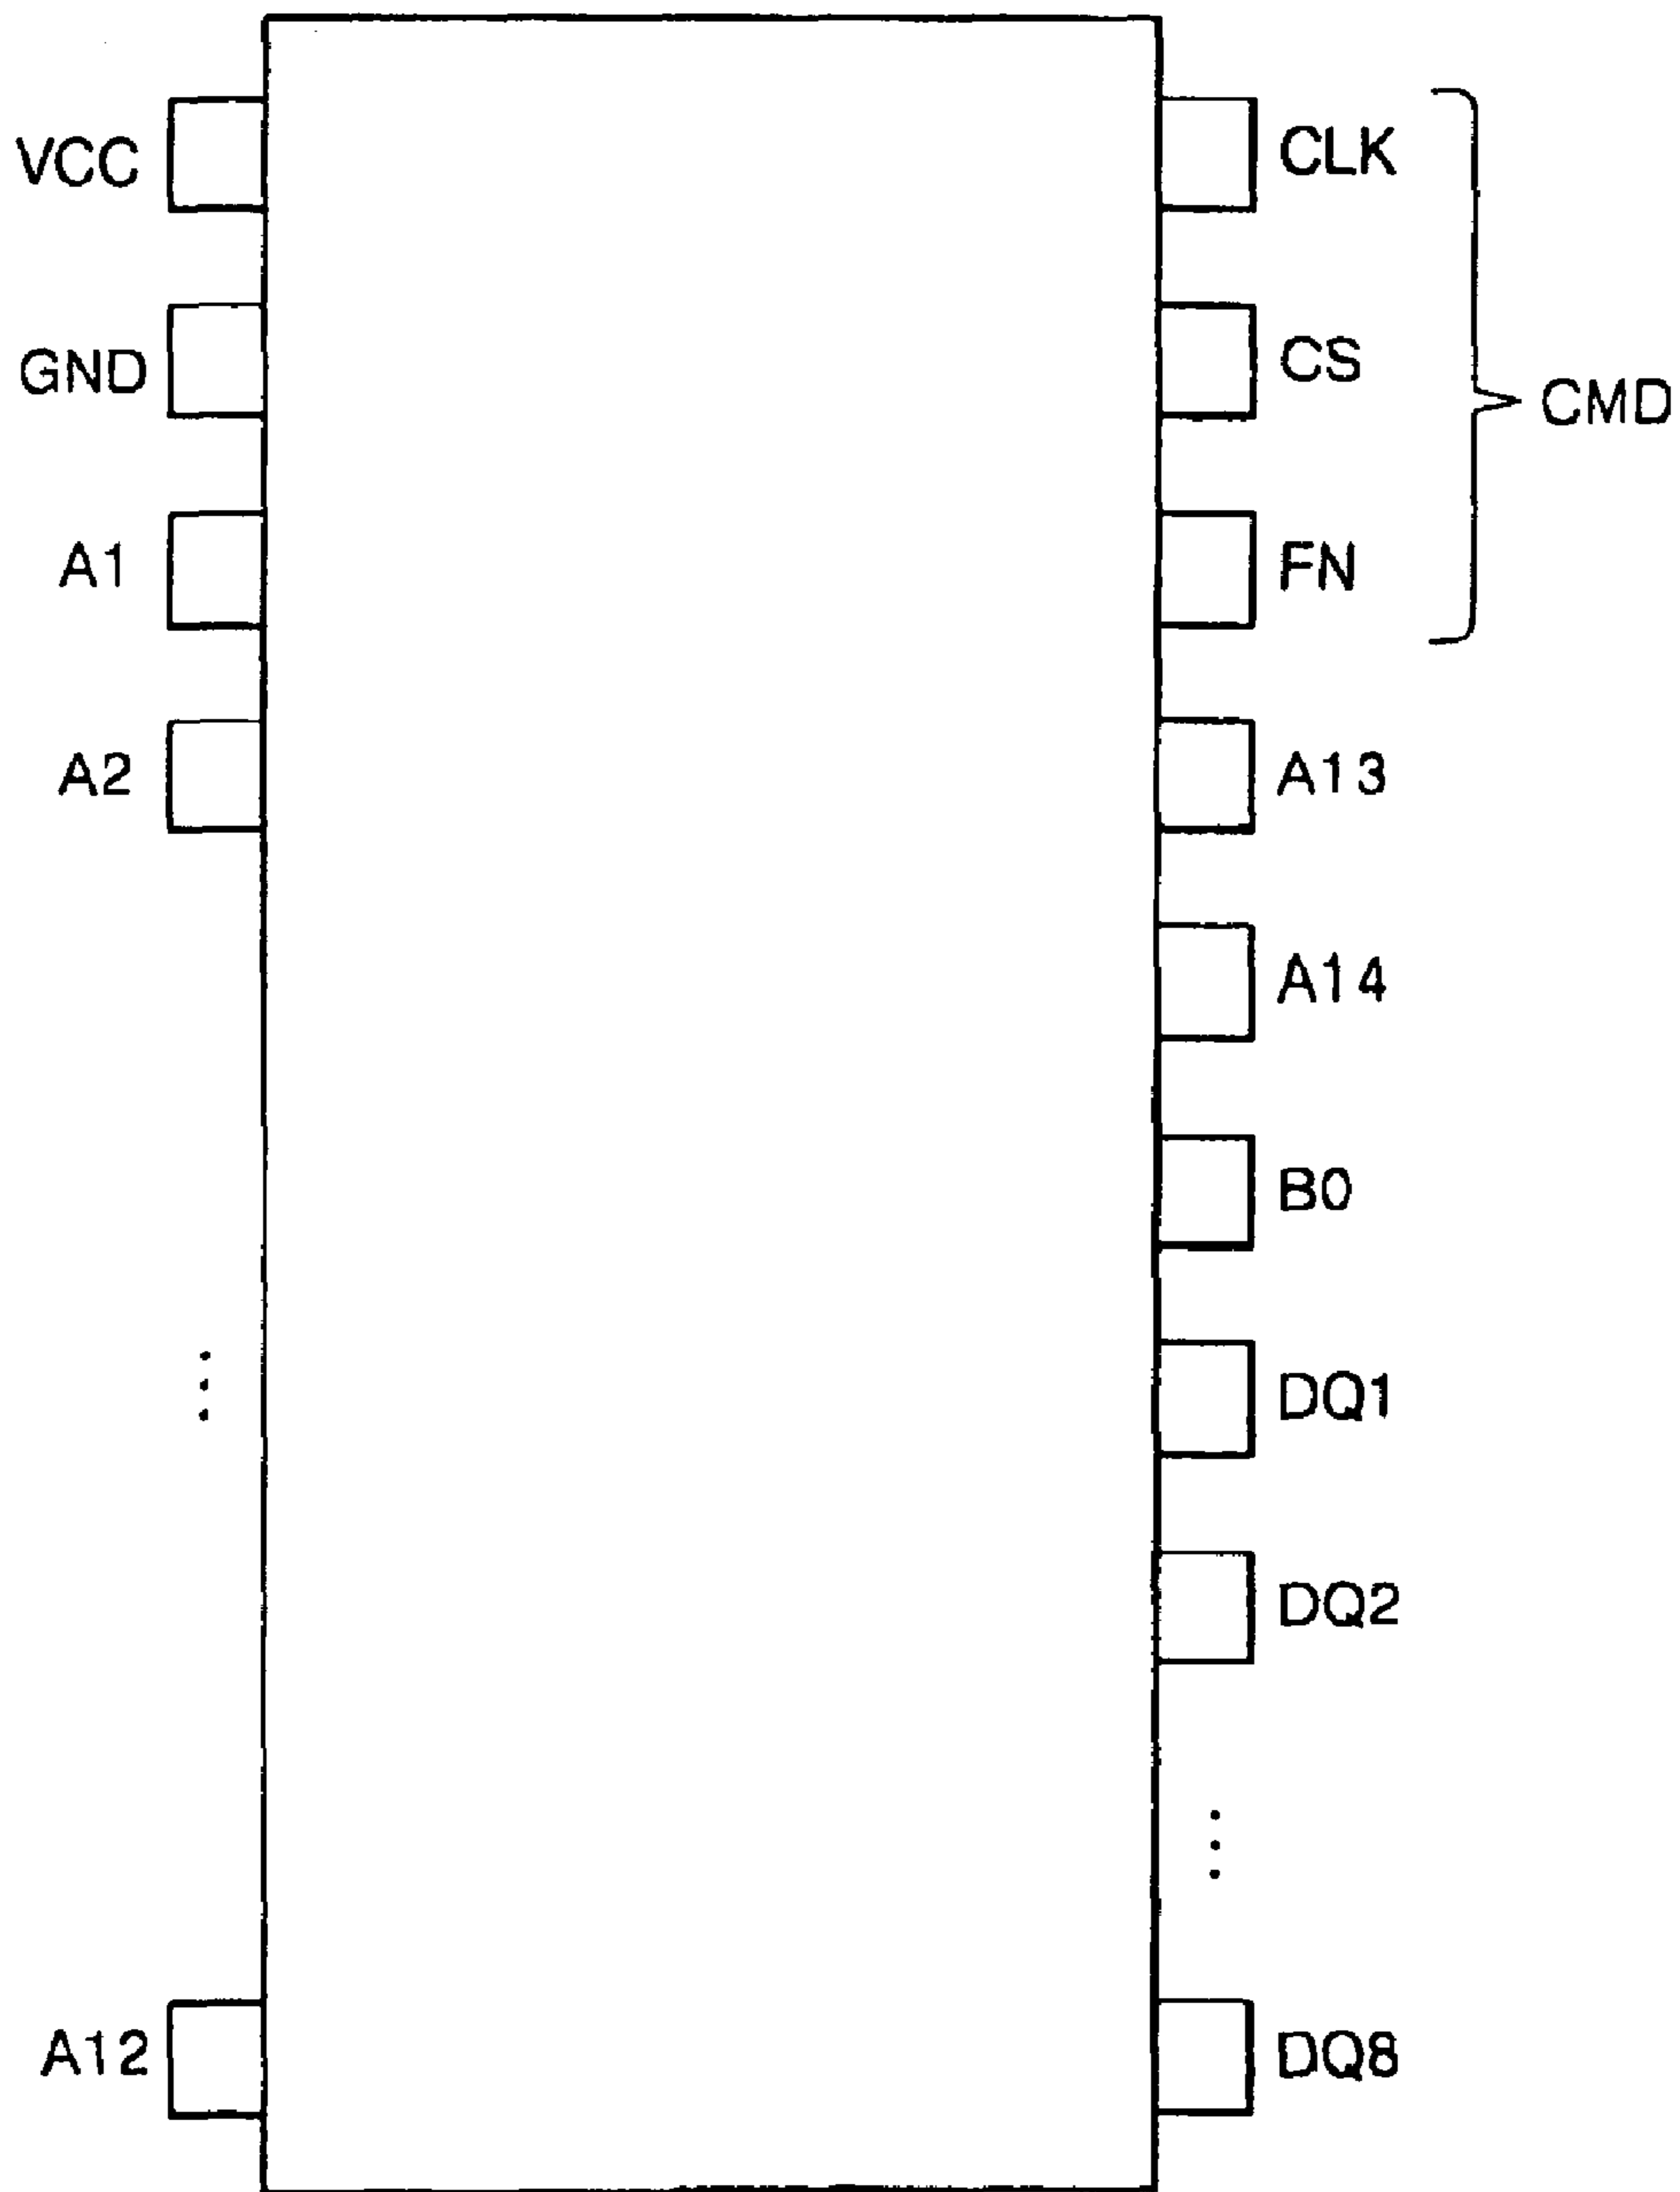 VCC
GND
A1
A2
A12
CLK
CS
FN
CMD
A13
A14
B0
DQ1
DQ2
DQ8